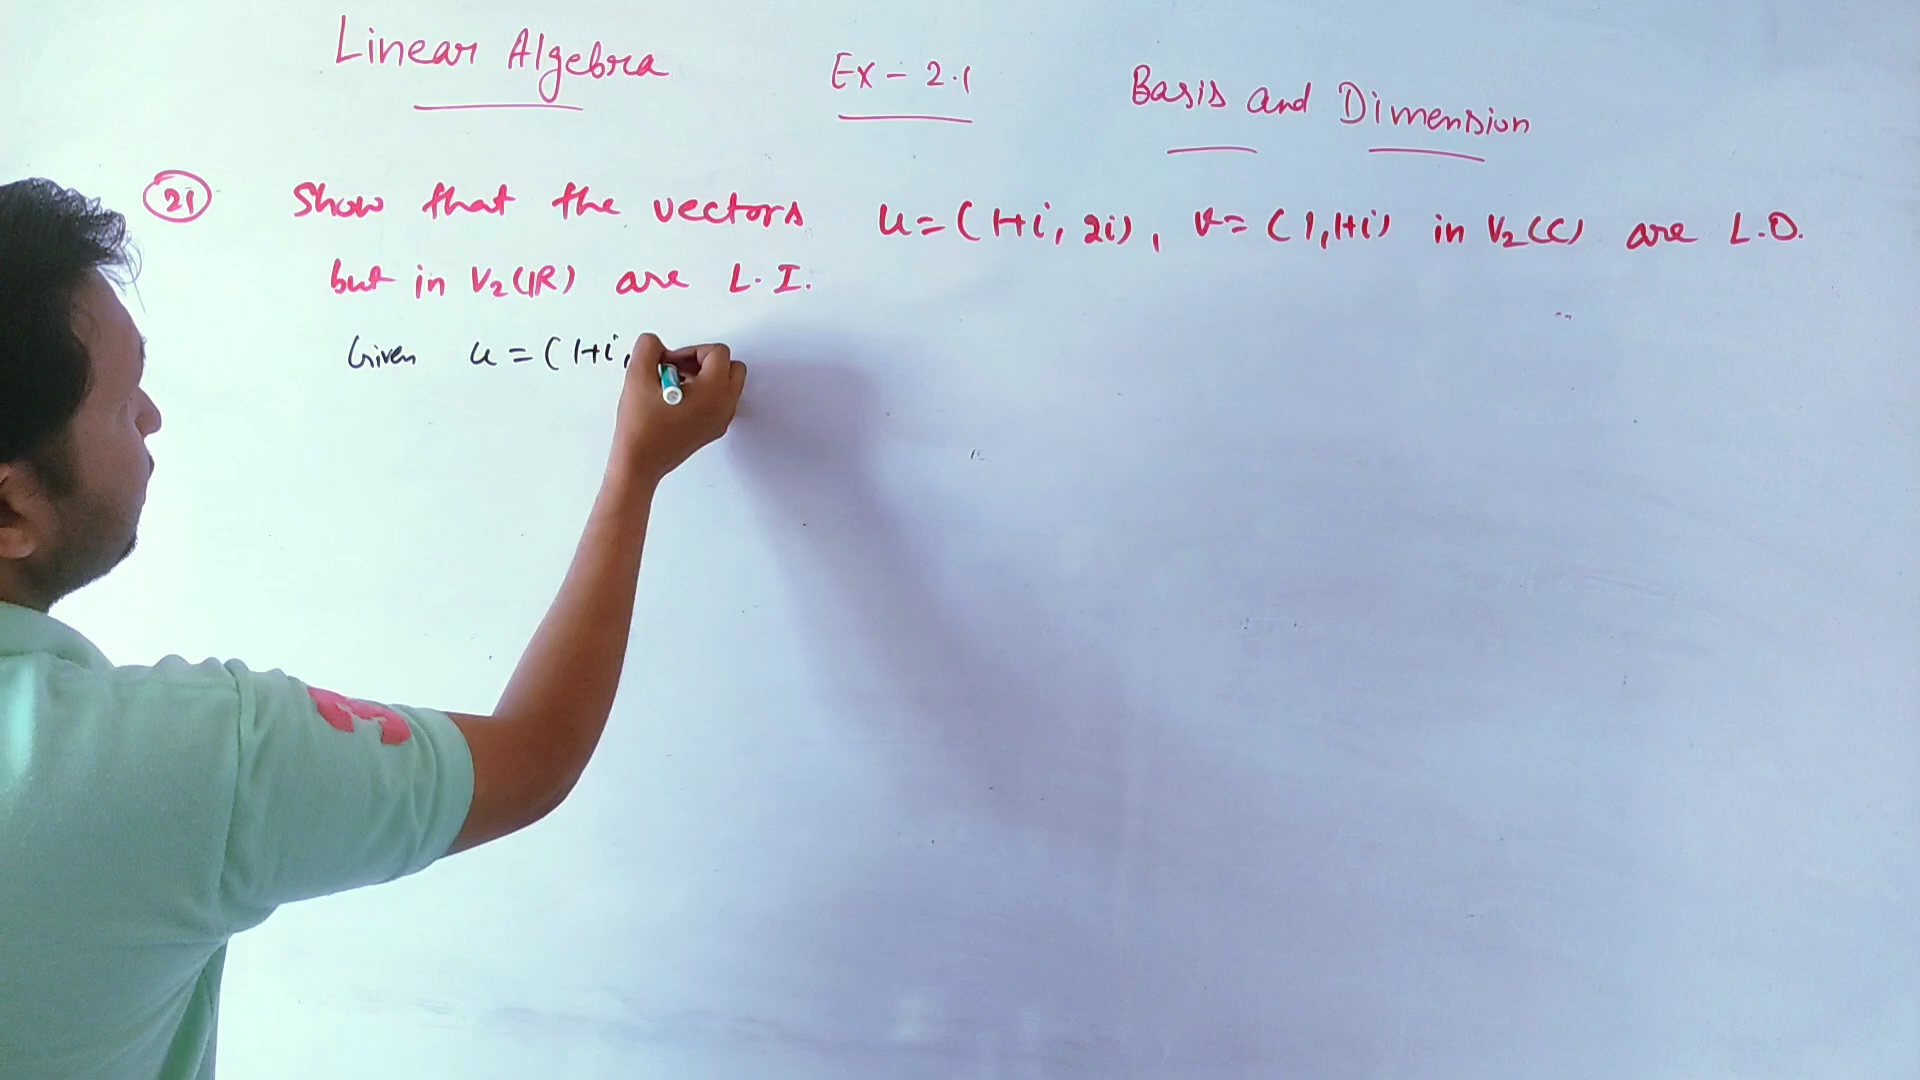 Linear Algebra Ex - 2.1 Basis and Dimension
21 Show that the vectors u = (1+i, 2i), v = (1, 1+i) in V₂(C) are L.D.
but in V₂(IR) are L.I.
Given u = (1+i,